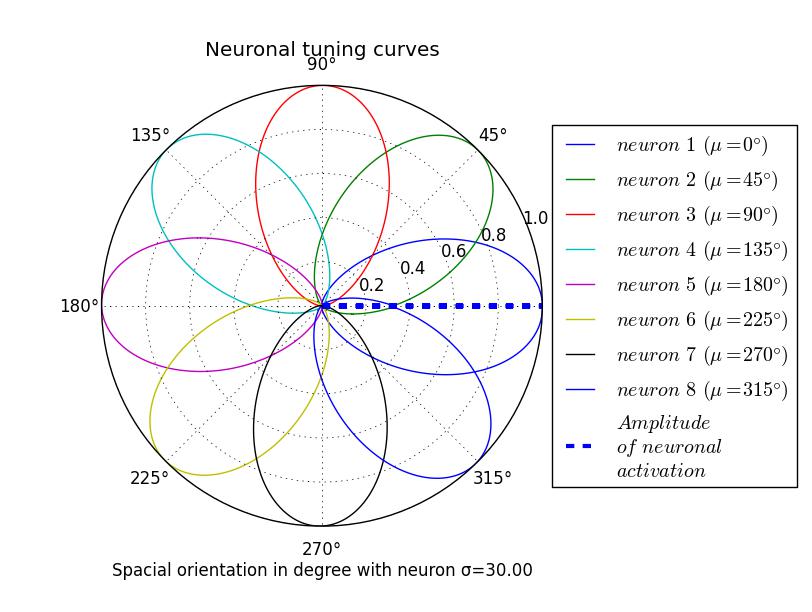 Neuronal tuning curves
90°
135°
45°
1.0
0.8
0.6
0.4
0.2
180°
225°
315°
270°
Spacial orientation in degree with neuron σ=30.00
neuron 1 (μ=0°)
neuron 2 (μ=45°)
neuron 3 (μ=90°)
neuron 4 (μ=135°)
neuron 5 (μ=180°)
neuron 6 (μ=225°)
neuron 7 (μ=270°)
neuron 8 (μ=315°)
Amplitude
of neuronal
activation